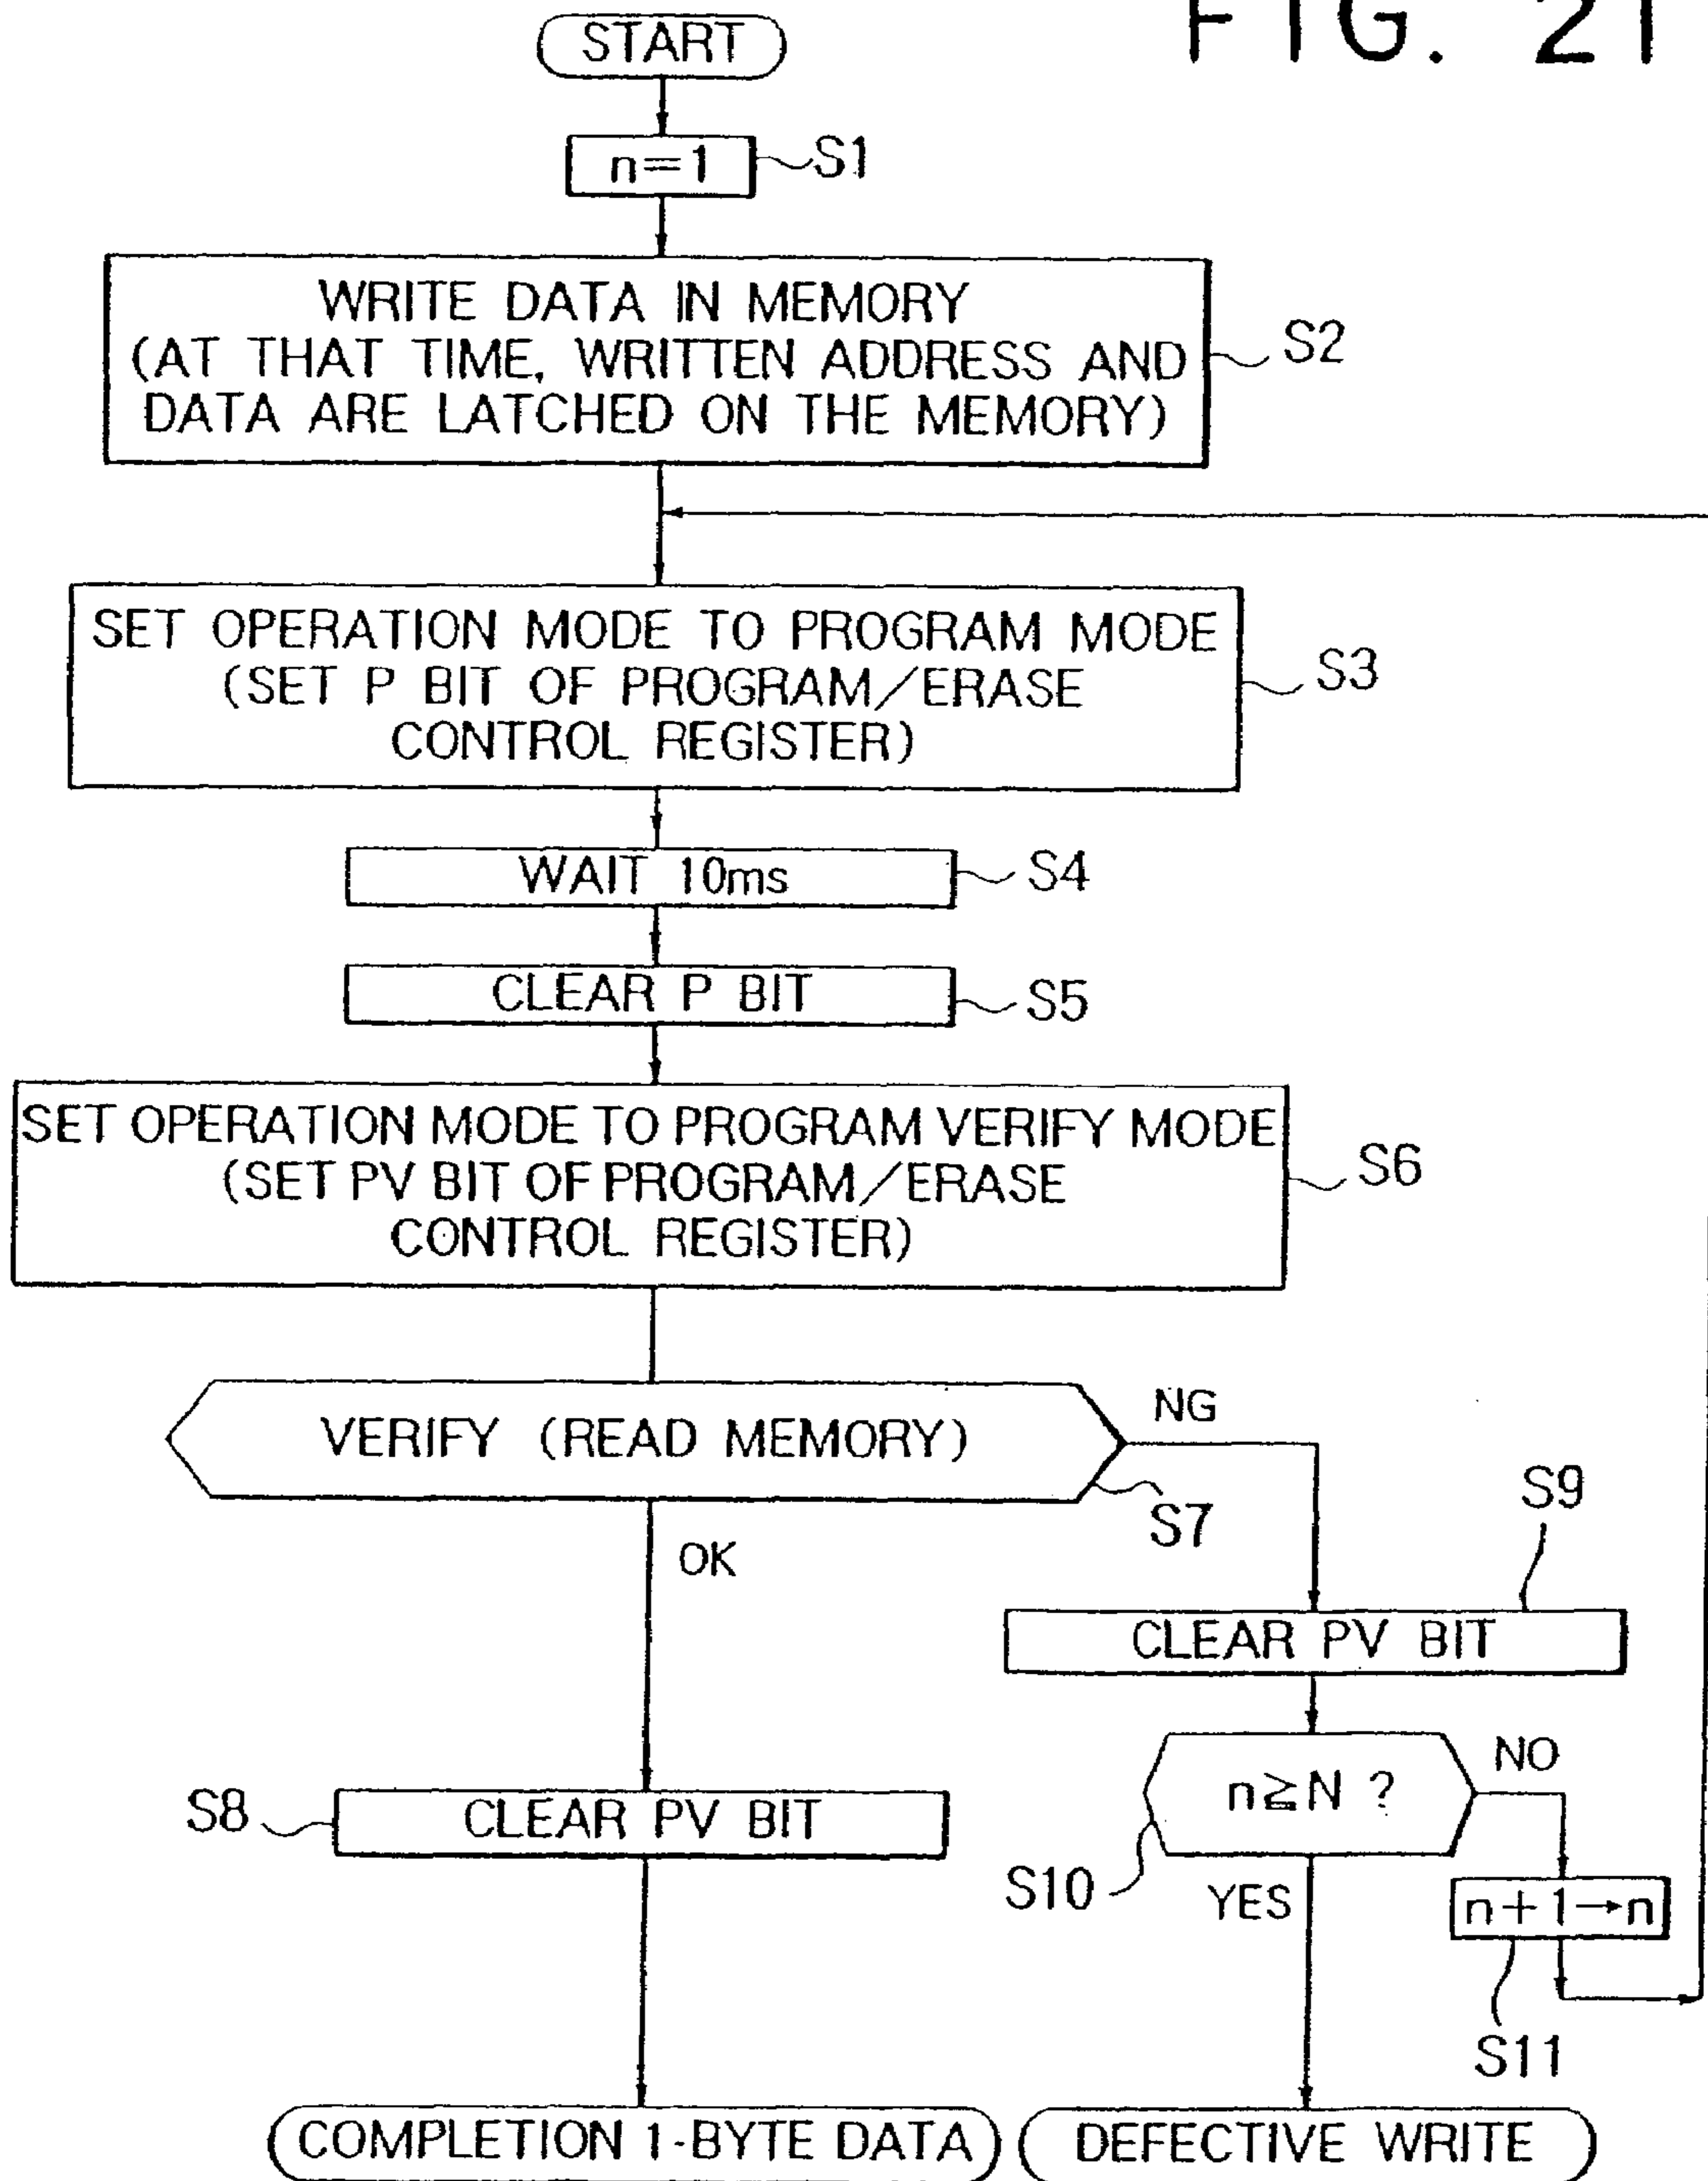 FIG. 21
START
n=1
S1
WRITE DATA IN MEMORY
(AT THAT TIME, WRITTEN ADDRESS AND
DATA ARE LATCHED ON THE MEMORY)
S2
SET OPERATION MODE TO PROGRAM MODE
(SET P BIT OF PROGRAM/ERASE
CONTROL REGISTER)
S3
WAIT 10ms
S4
CLEAR P BIT
S5
SET OPERATION MODE TO PROGRAM VERIFY MODE
(SET PV BIT OF PROGRAM/ERASE
CONTROL REGISTER)
S6
VERIFY (READ MEMORY)
NG
S7
OK
S9
CLEAR PV BIT
n≧N ?
NO
S10
YES
S8
CLEAR PV BIT
n+1→n
S11
COMPLETION 1-BYTE DATA
DEFECTIVE WRITE